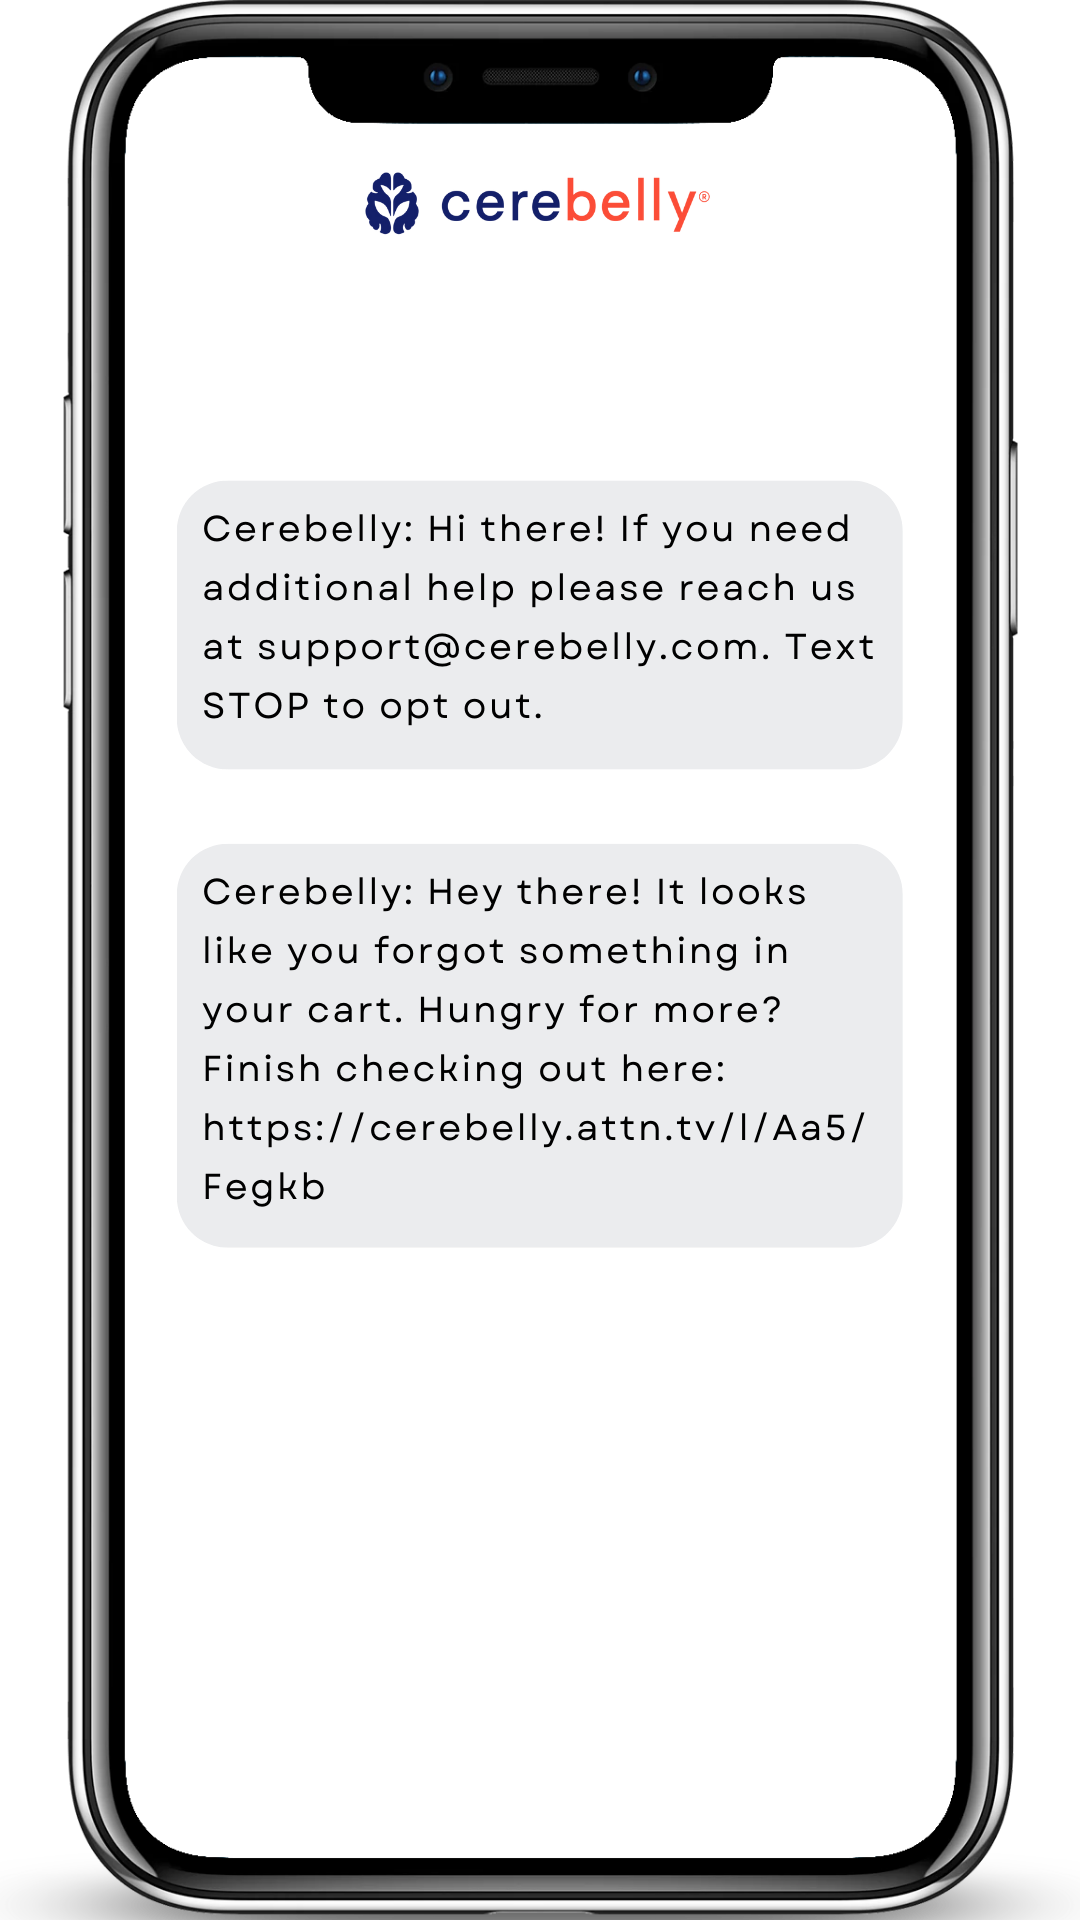 cerebelly®
Cerebelly: Hi there! If you need
additional help please reach us
at support@cerebelly.com. Text
STOP to opt out.
Cerebelly: Hey there! It looks
like you forgot something in
your cart. Hungry for more?
Finish checking out here:
https://cerebelly.attn.tv/l/Aa5/
Fegkb